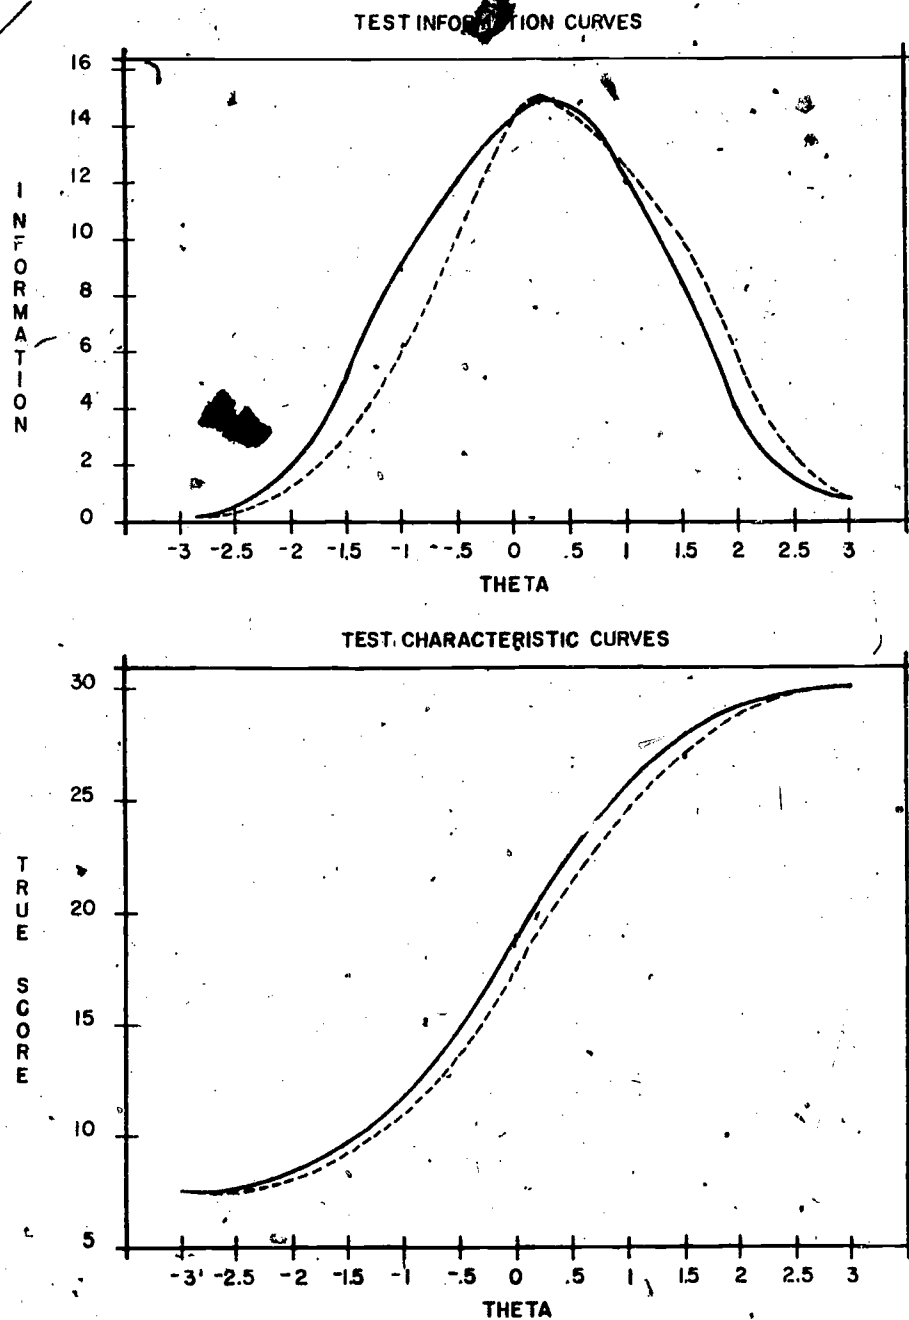 TEST INFORMATION CURVES
INFORMATION
16
14
12
10
8
6
4
2
0
-3 -2.5 -2 -1.5 -1 -.5 0 .5 1 1.5 2 2.5 3
THETA
TEST CHARACTERISTIC CURVES
TRUE SCORE
30
25
20
15
10
5
-3 -2.5 -2 -1.5 -1 -.5 0 .5 1 1.5 2 2.5 3
THETA